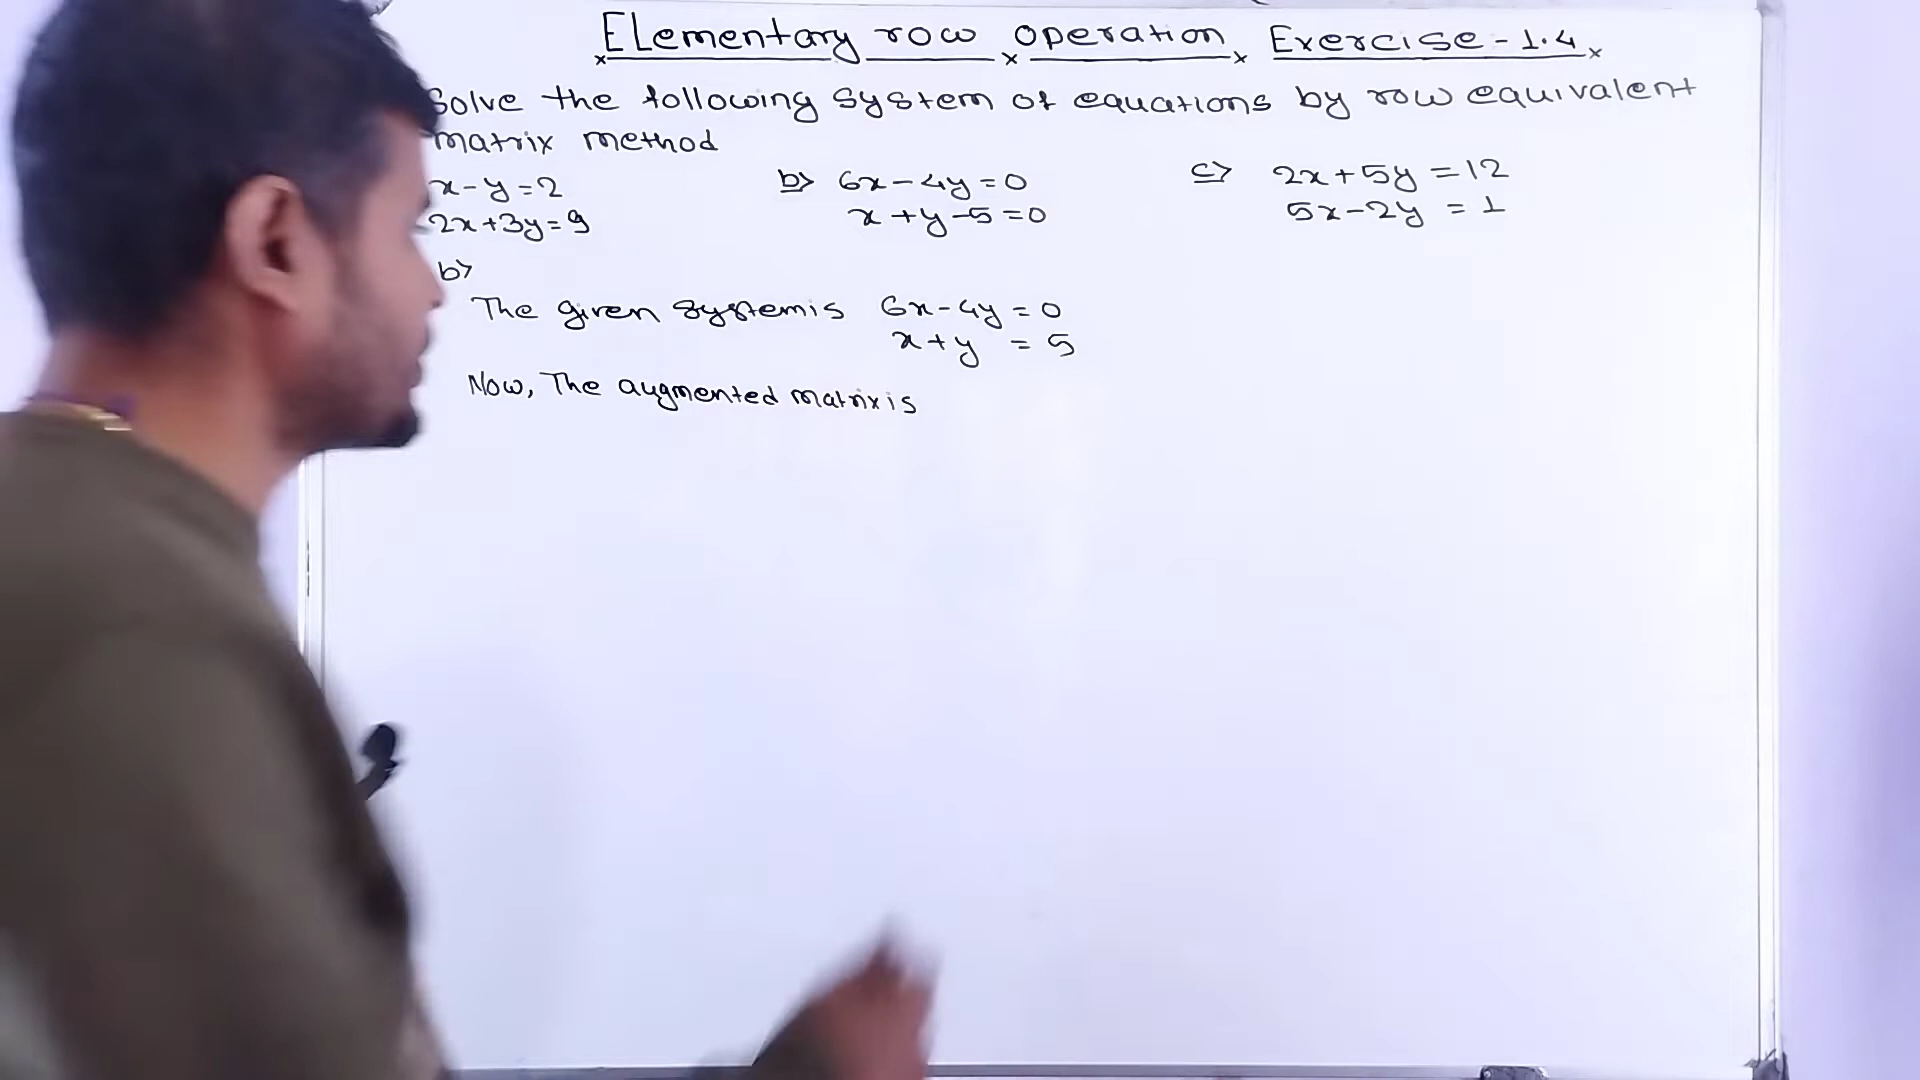 Elementary row operation Exercise - 1.4
Solve the following system of equations by row equivalent
matrix method
x - y = 2
2x + 3y = 9
b> 6x - 4y = 0
x + y - 5 = 0
c> 2x + 5y = 12
5x - 2y = 1
b>
The given system is 6x - 4y = 0
x + y = 5
Now, The augmented matrix is